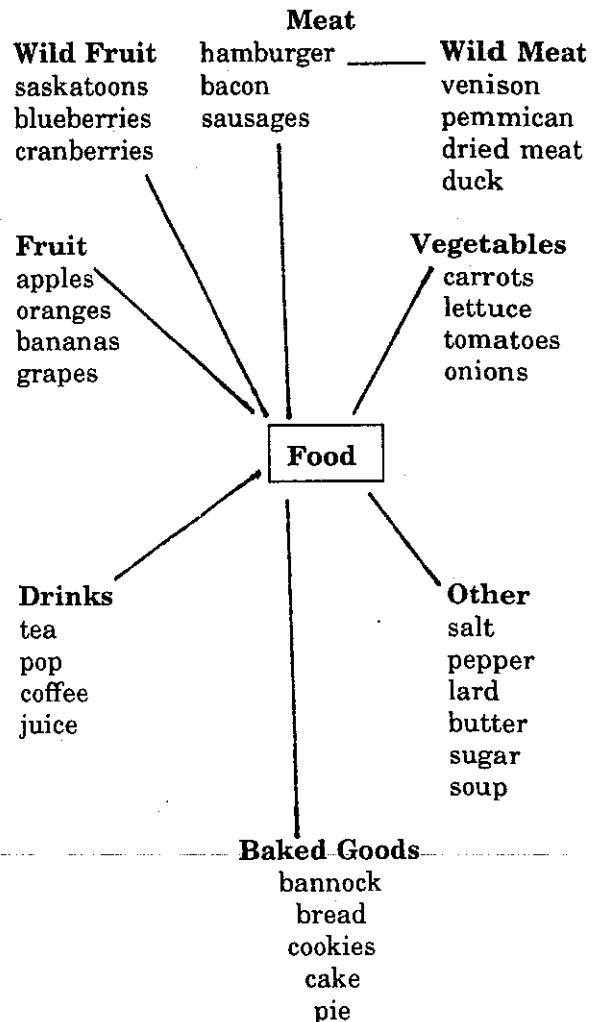 Meat
hamburger
bacon
sausages
Wild Fruit
saskatoons
blueberries
cranberries
Wild Meat
venison
pemmican
dried meat
duck
Fruit
apples
oranges
bananas
grapes
Vegetables
carrots
lettuce
tomatoes
onions
Food
Drinks
tea
pop
coffee
juice
Other
salt
pepper
lard
butter
sugar
soup
Baked Goods
bannock
bread
cookies
cake
pie